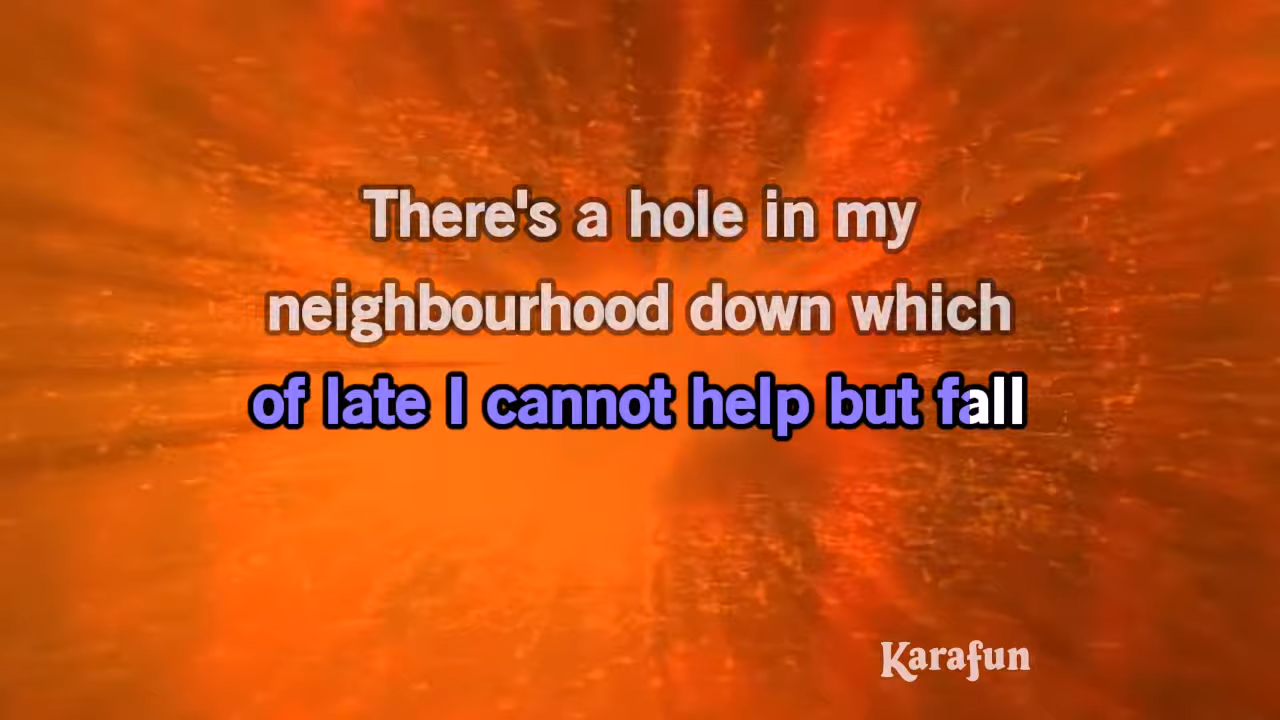 There's a hole in my
neighbourhood down which
of late I cannot help but fall
Karafun